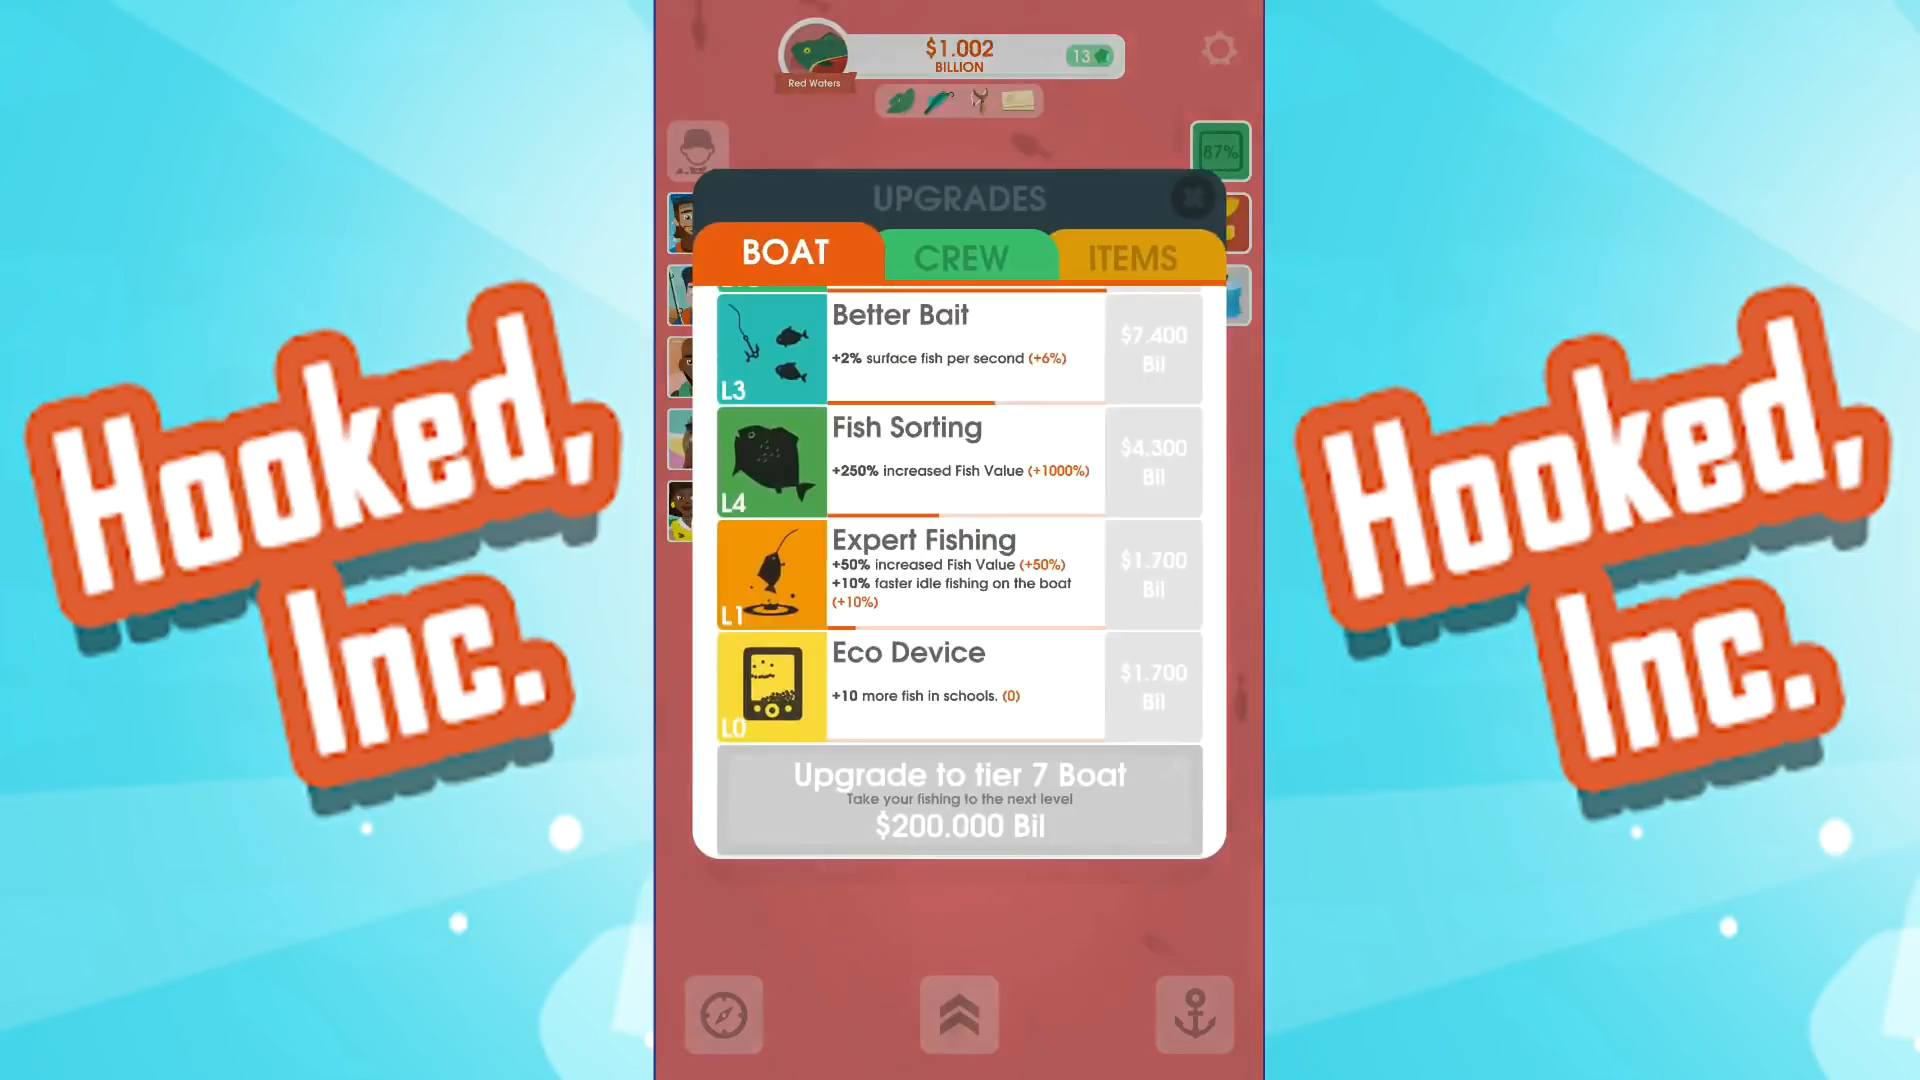 Hooked,
Inc.
$1.002
BILLION
13
Red Waters
87%
UPGRADES
BOAT
CREW
ITEMS
Better Bait
+2% surface fish per second (+6%)
L3
$7.400
Bil
Fish Sorting
+250% increased Fish Value (+1000%)
L4
$4.300
Bil
Expert Fishing
+50% increased Fish Value (+50%)
+10% faster idle fishing on the boat
(+10%)
L1
$1.700
Bil
Eco Device
+10 more fish in schools. (0)
L0
$1.700
Bil
Upgrade to tier 7 Boat
Take your fishing to the next level
$200.000 Bil
Hooked,
Inc.